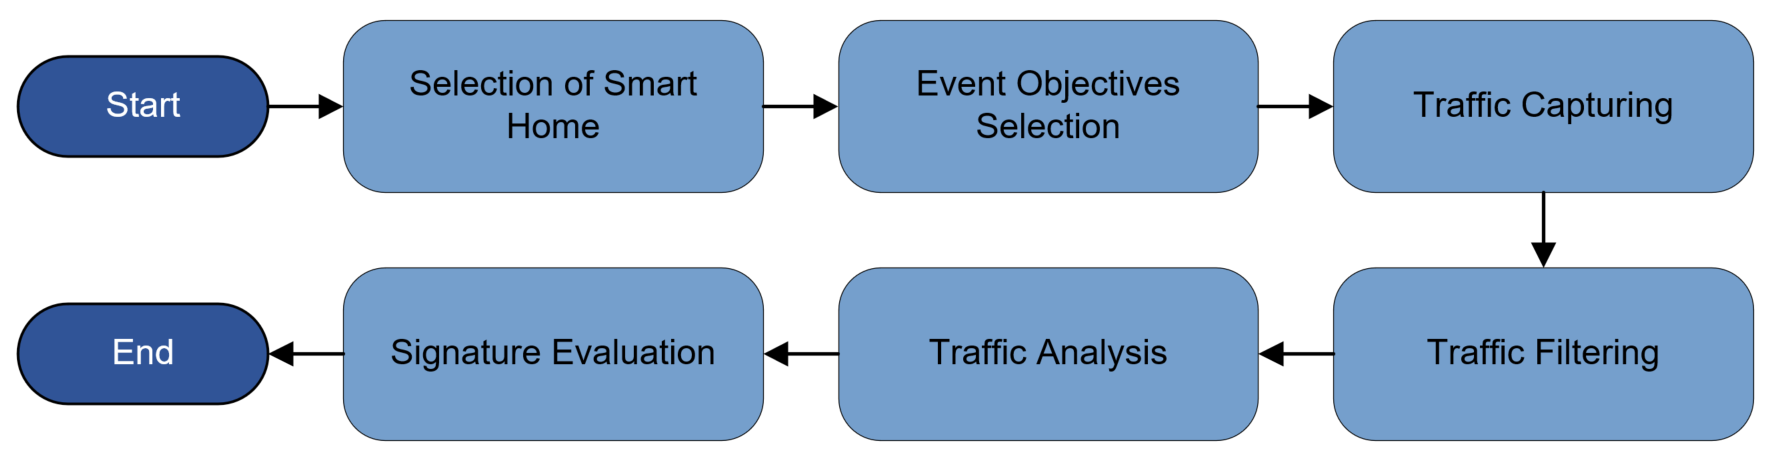 Start
Selection of Smart
Home
Event Objectives
Selection
Traffic Capturing
End
Signature Evaluation
Traffic Analysis
Traffic Filtering